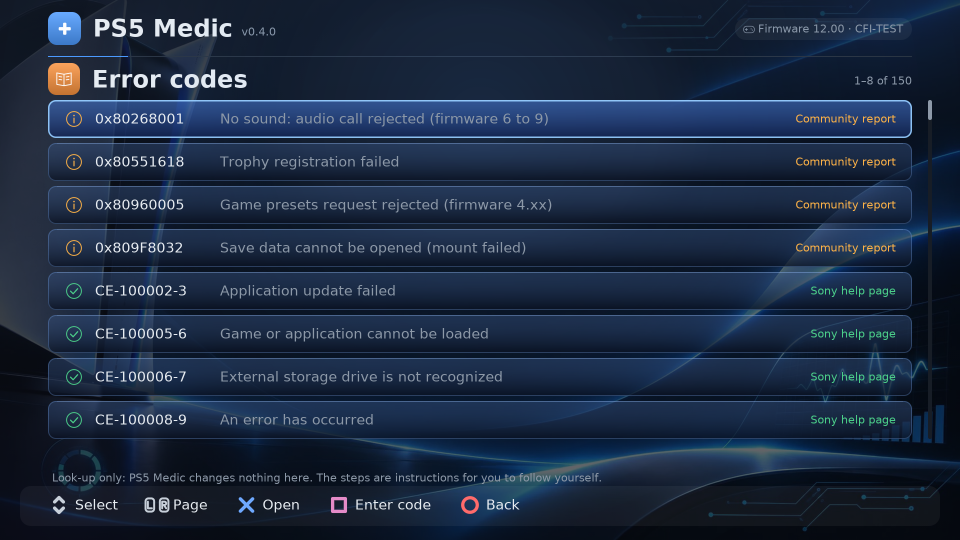 PS5 Medic v0.4.0
Firmware 12.00 · CFI-TEST
Error codes
1–8 of 150
0x80268001 No sound: audio call rejected (firmware 6 to 9) Community report
0x80551618 Trophy registration failed Community report
0x80960005 Game presets request rejected (firmware 4.xx) Community report
0x809F8032 Save data cannot be opened (mount failed) Community report
CE-100002-3 Application update failed Sony help page
CE-100005-6 Game or application cannot be loaded Sony help page
CE-100006-7 External storage drive is not recognized Sony help page
CE-100008-9 An error has occurred Sony help page
Look-up only: PS5 Medic changes nothing here. The steps are instructions for you to follow yourself.
Select L R Page Open Enter code Back